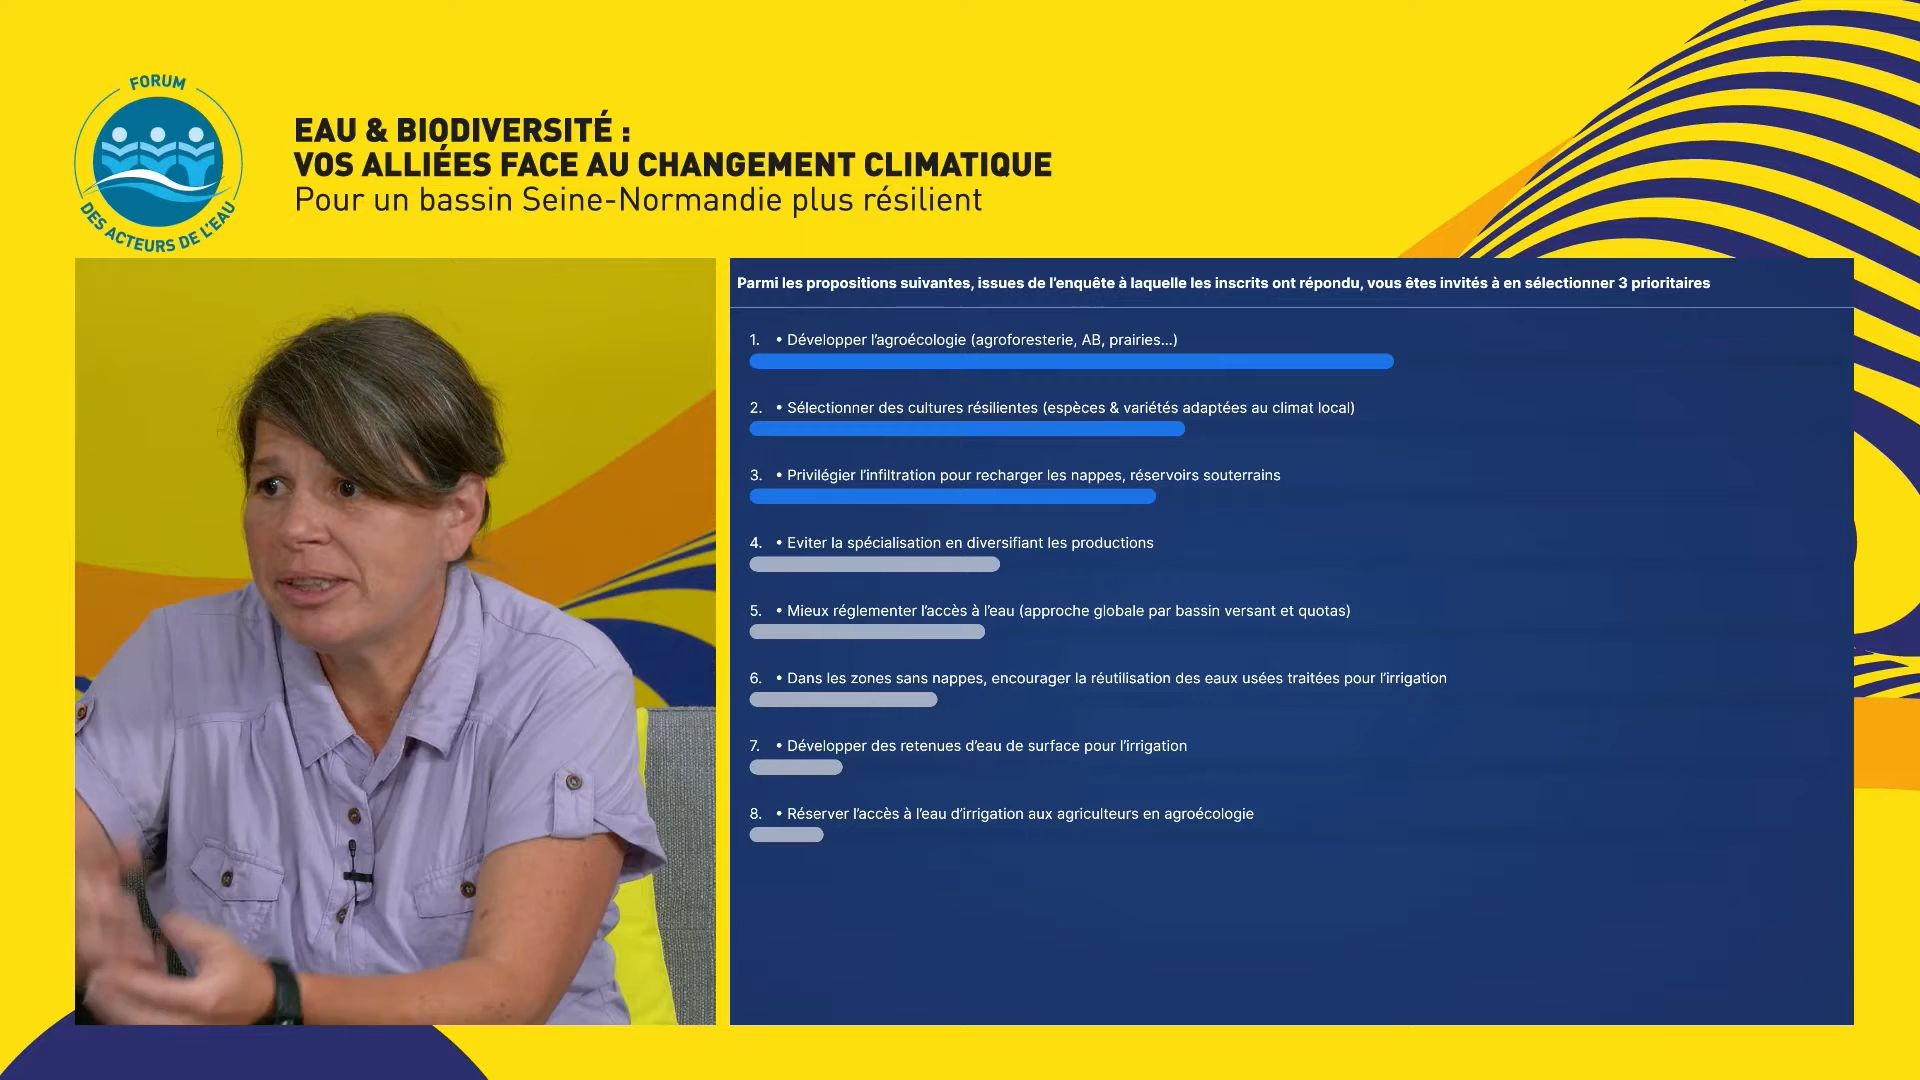 FORUM
DES ACTEURS DE L'EAU
EAU & BIODIVERSITÉ :
VOS ALLIÉES FACE AU CHANGEMENT CLIMATIQUE
Pour un bassin Seine-Normandie plus résilient
Parmi les propositions suivantes, issues de l'enquête à laquelle les inscrits ont répondu, vous êtes invités à en sélectionner 3 prioritaires
1. • Développer l'agroécologie (agroforesterie, AB, prairies...)
2. • Sélectionner des cultures résilientes (espèces & variétés adaptées au climat local)
3. • Privilégier l'infiltration pour recharger les nappes, réservoirs souterrains
4. • Eviter la spécialisation en diversifiant les productions
5. • Mieux réglementer l'accès à l'eau (approche globale par bassin versant et quotas)
6. • Dans les zones sans nappes, encourager la réutilisation des eaux usées traitées pour l'irrigation
7. • Développer des retenues d'eau de surface pour l'irrigation
8. • Réserver l'accès à l'eau d'irrigation aux agriculteurs en agroécologie